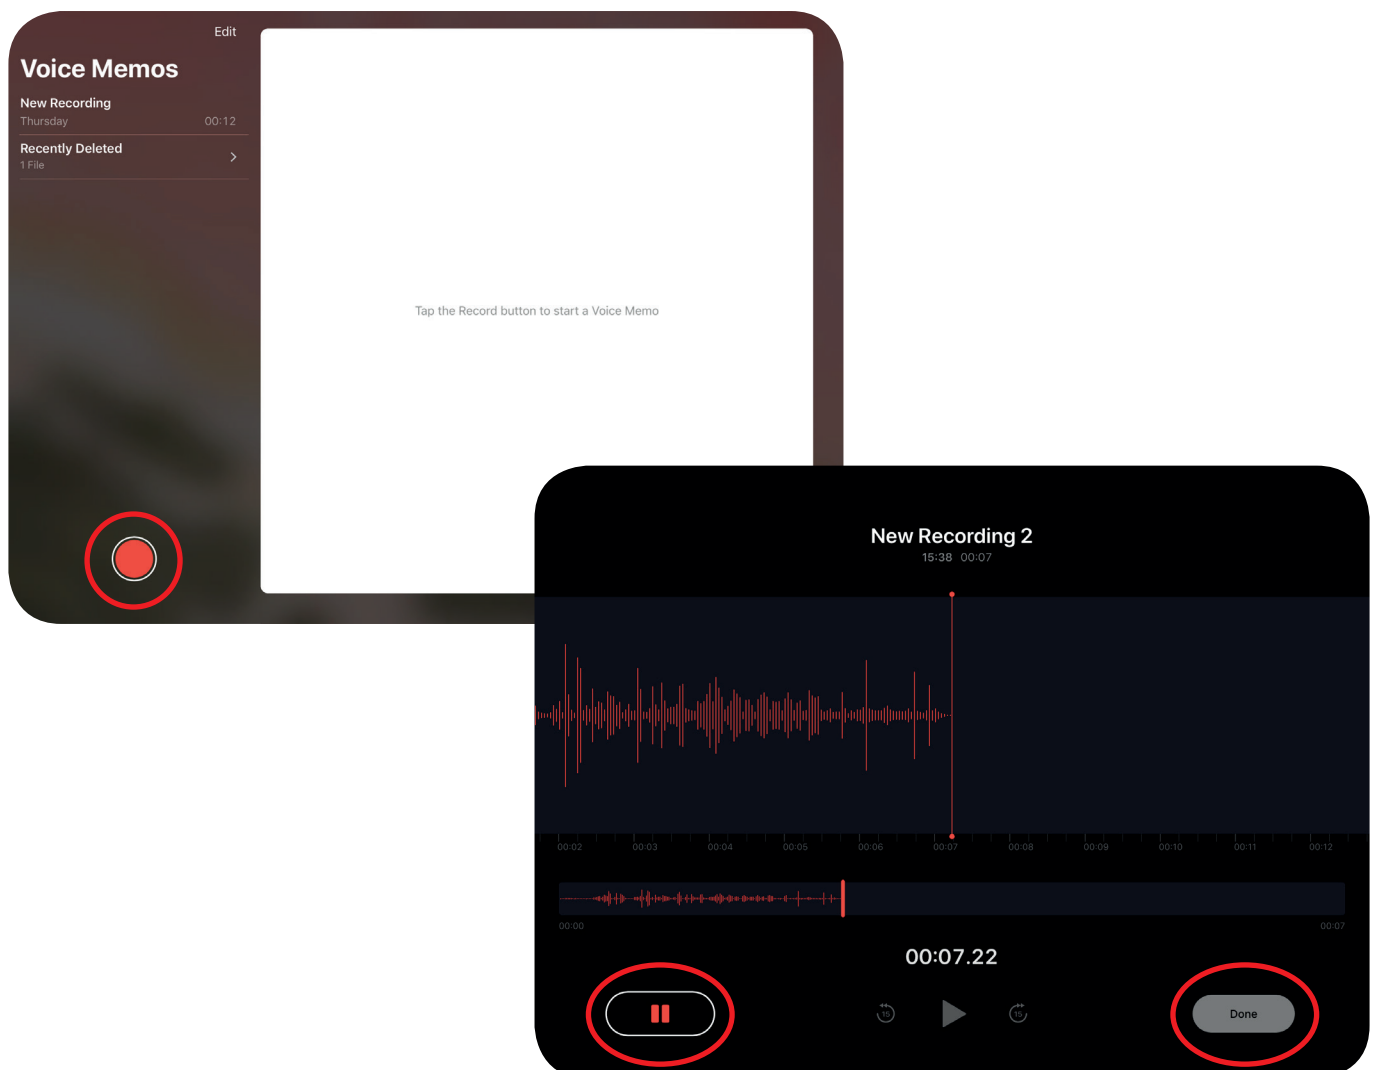 Edit
Voice Memos
New Recording
Thursday 00:12
Recently Deleted
1 File
Tap the Record button to start a Voice Memo
New Recording 2
15:38 00:07
00:02 00:03 00:04 00:05 00:06 00:07 00:08 00:09 00:10 00:11 00:12
00:00 00:07
00:07.22
15 15 Done